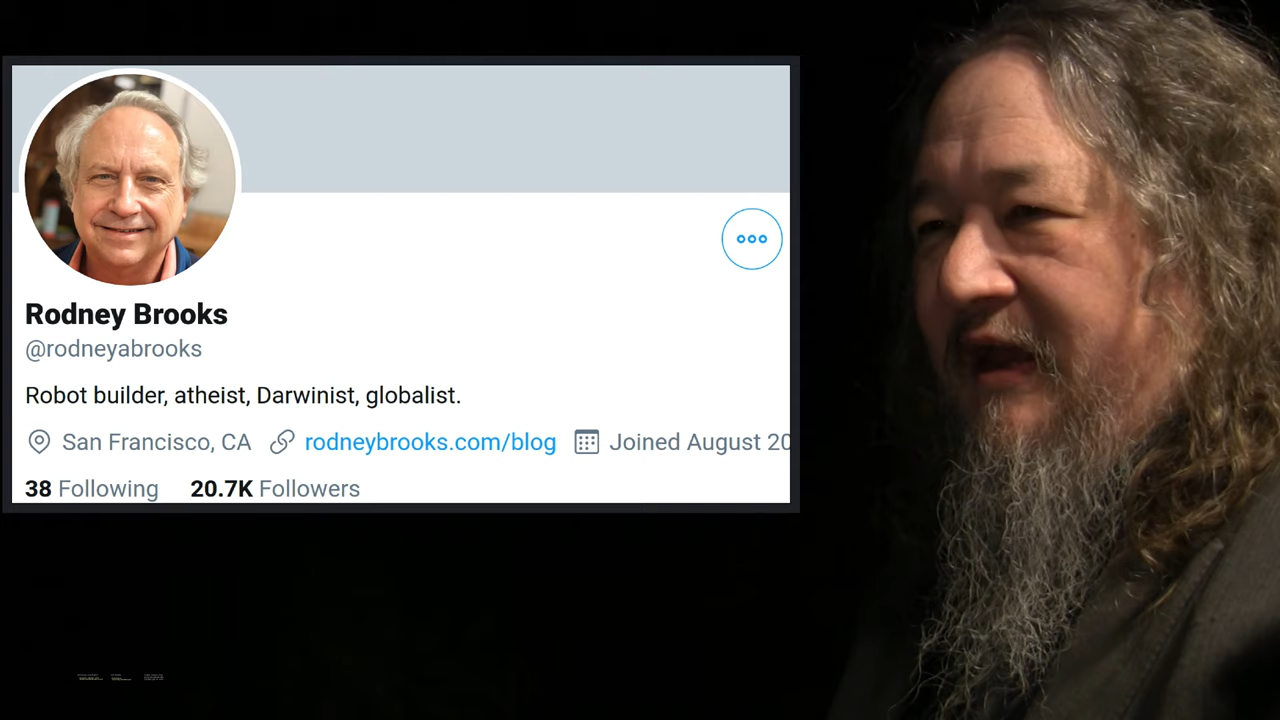 Rodney Brooks
@rodneyabrooks
Robot builder, atheist, Darwinist, globalist.
San Francisco, CA rodneybrooks.com/blog Joined August 20
38 Following 20.7K Followers